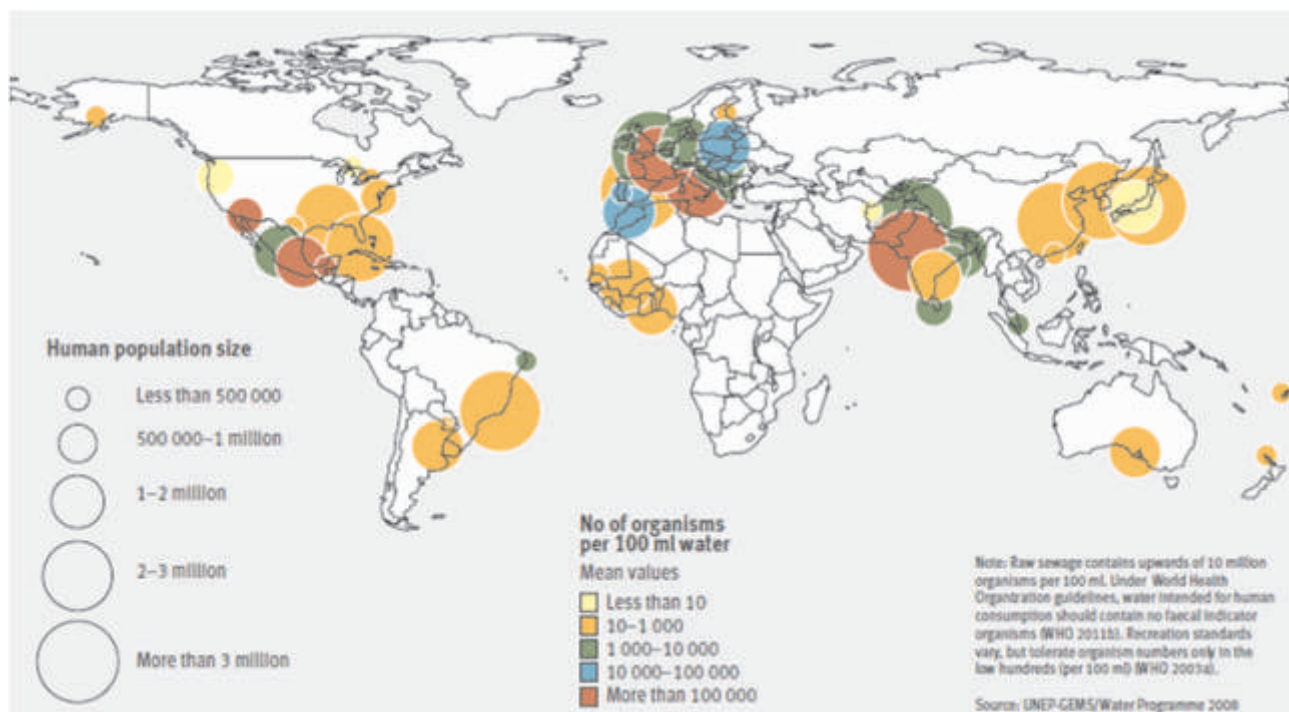 Human population size
Less than 500 000
500 000–1 million
1–2 million
2–3 million
More than 3 million
No of organisms
per 100 ml water
Mean values
Less than 10
10–1 000
1 000–10 000
10 000–100 000
More than 100 000
Note: Raw sewage contains upwards of 10 million
organisms per 100 ml. Under World Health
Organization guidelines, water intended for human
consumption should contain no faecal indicator
organisms (WHO 2011b). Recreation standards
vary, but tolerate organism numbers only in the
low hundreds (per 100 ml) (WHO 2003a).
Source: UNEP-GEMS/Water Programme 2008